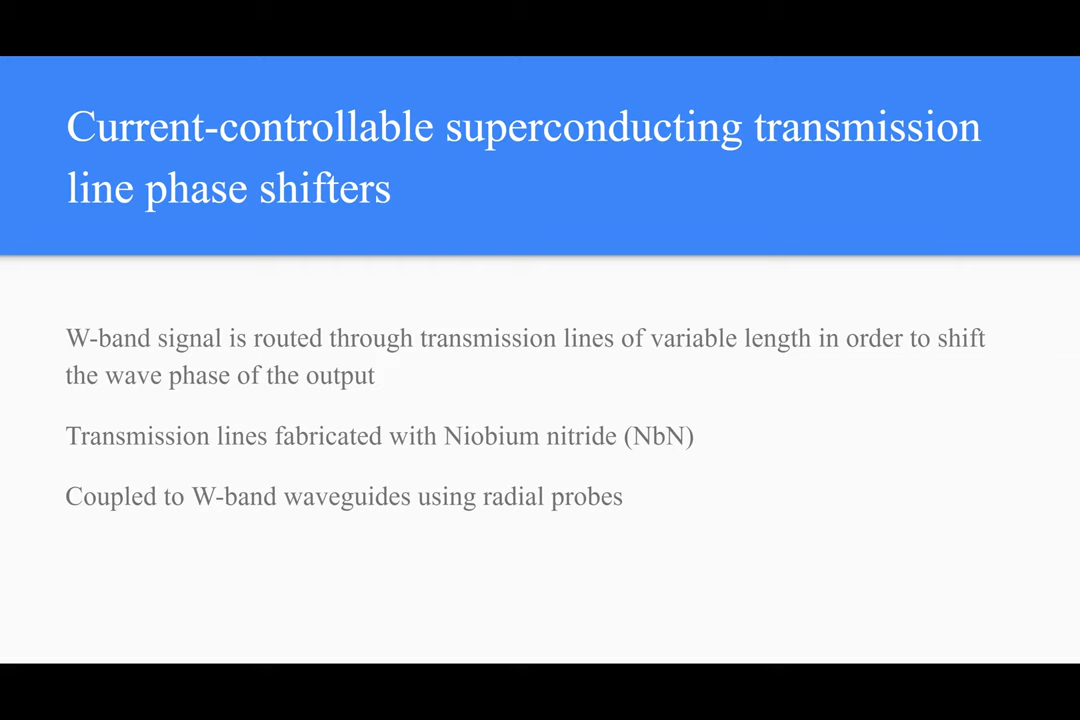 Current-controllable superconducting transmission
line phase shifters
W-band signal is routed through transmission lines of variable length in order to shift
the wave phase of the output
Transmission lines fabricated with Niobium nitride (NbN)
Coupled to W-band waveguides using radial probes